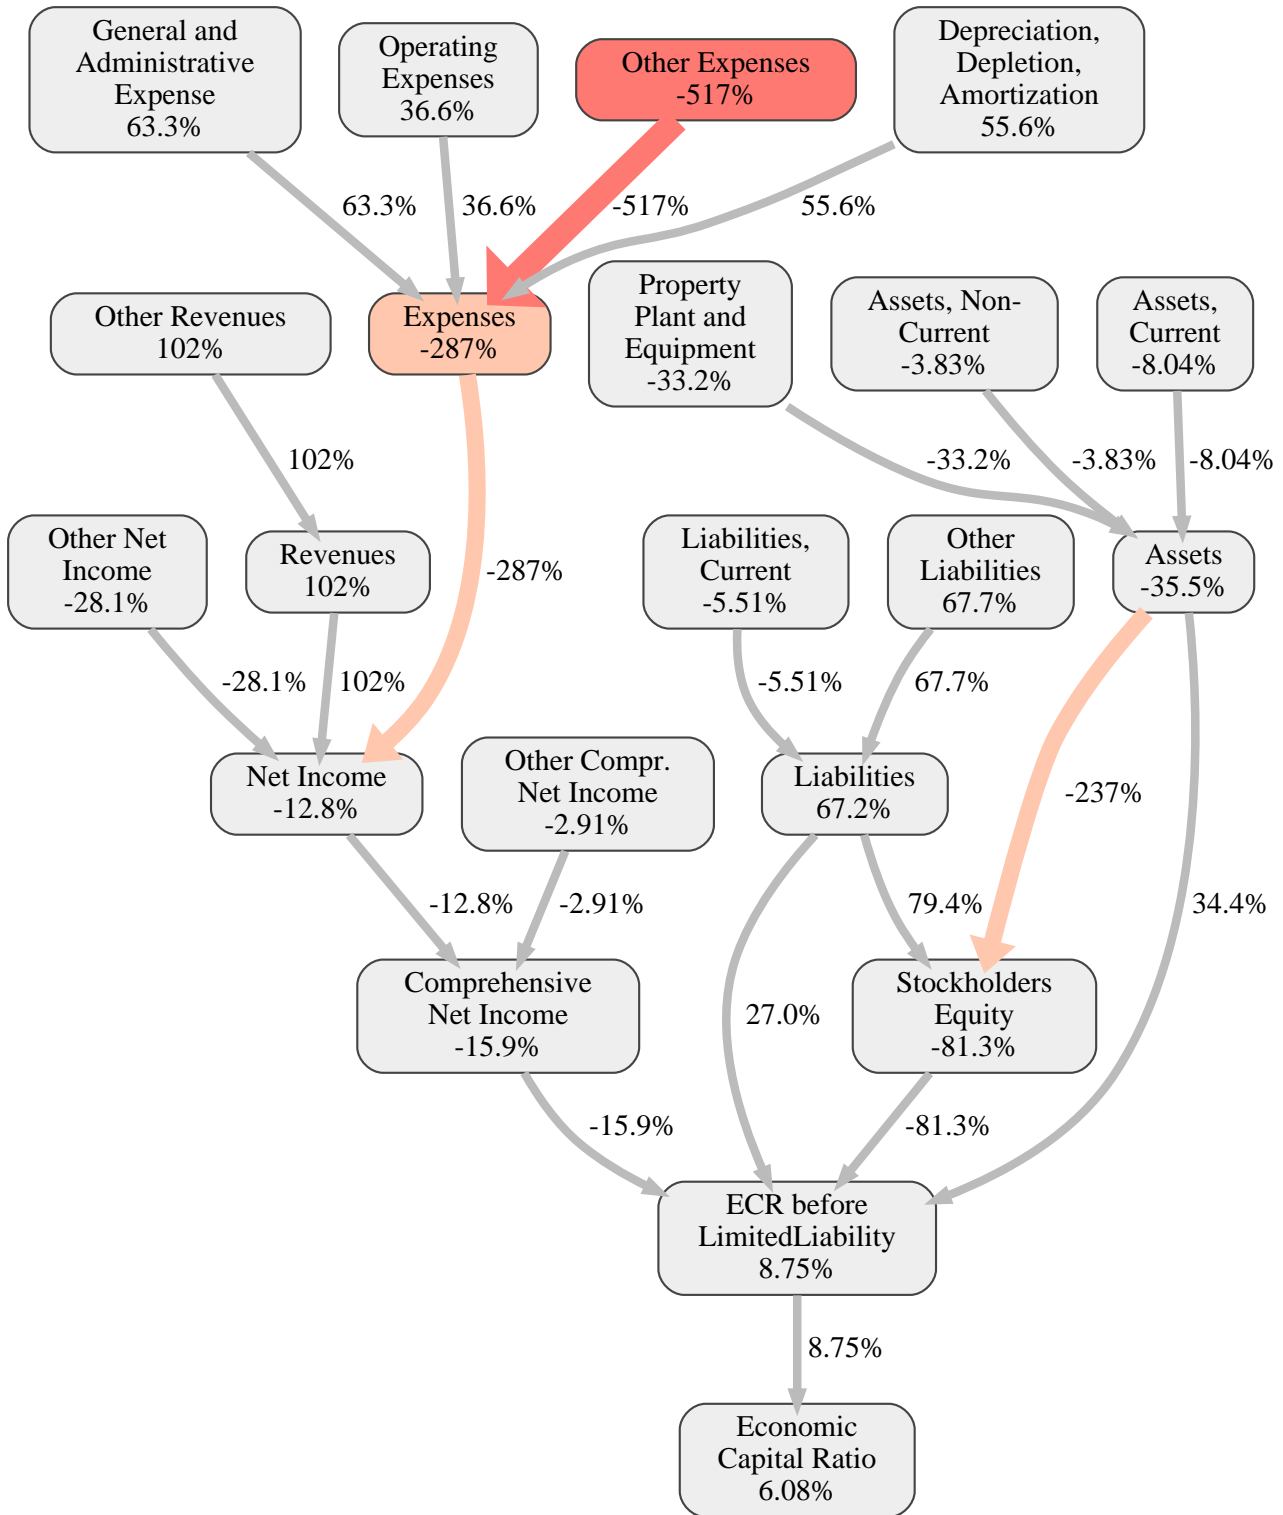 General and
Administrative
Expense
63.3%
Operating
Expenses
36.6%
Other Expenses
-517%
Depreciation,
Depletion,
Amortization
55.6%
63.3%
36.6%
-517%
55.6%
Other Revenues
102%
Expenses
-287%
Property
Plant and
Equipment
-33.2%
Assets, Non-
Current
-3.83%
Assets,
Current
-8.04%
102%
-33.2%
-3.83%
-8.04%
Other Net
Income
-28.1%
Revenues
102%
-287%
Liabilities,
Current
-5.51%
Other
Liabilities
67.7%
Assets
-35.5%
-28.1%
102%
-5.51%
67.7%
Net Income
-12.8%
Other Compr.
Net Income
-2.91%
Liabilities
67.2%
-237%
-12.8%
-2.91%
79.4%
34.4%
Comprehensive
Net Income
-15.9%
27.0%
Stockholders
Equity
-81.3%
-15.9%
-81.3%
ECR before
LimitedLiability
8.75%
8.75%
Economic
Capital Ratio
6.08%